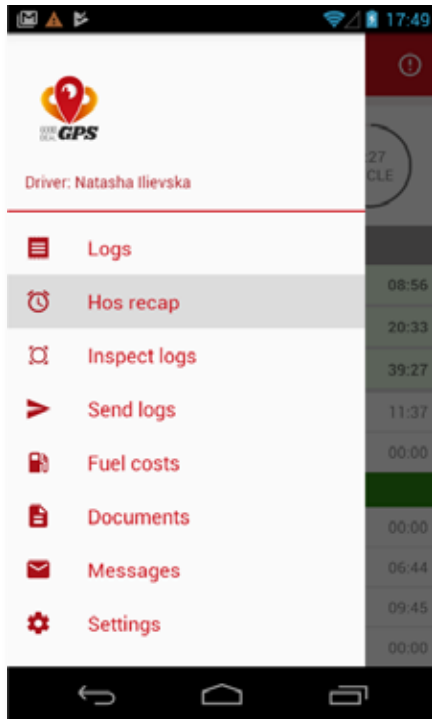 17:49
GPS
Driver: Natasha Ilievska
:27
CLE
Logs
Hos recap
08:56
20:33
Inspect logs
39:27
Send logs
11:37
Fuel costs
00:00
Documents
00:00
Messages
06:44
09:45
Settings
00:00